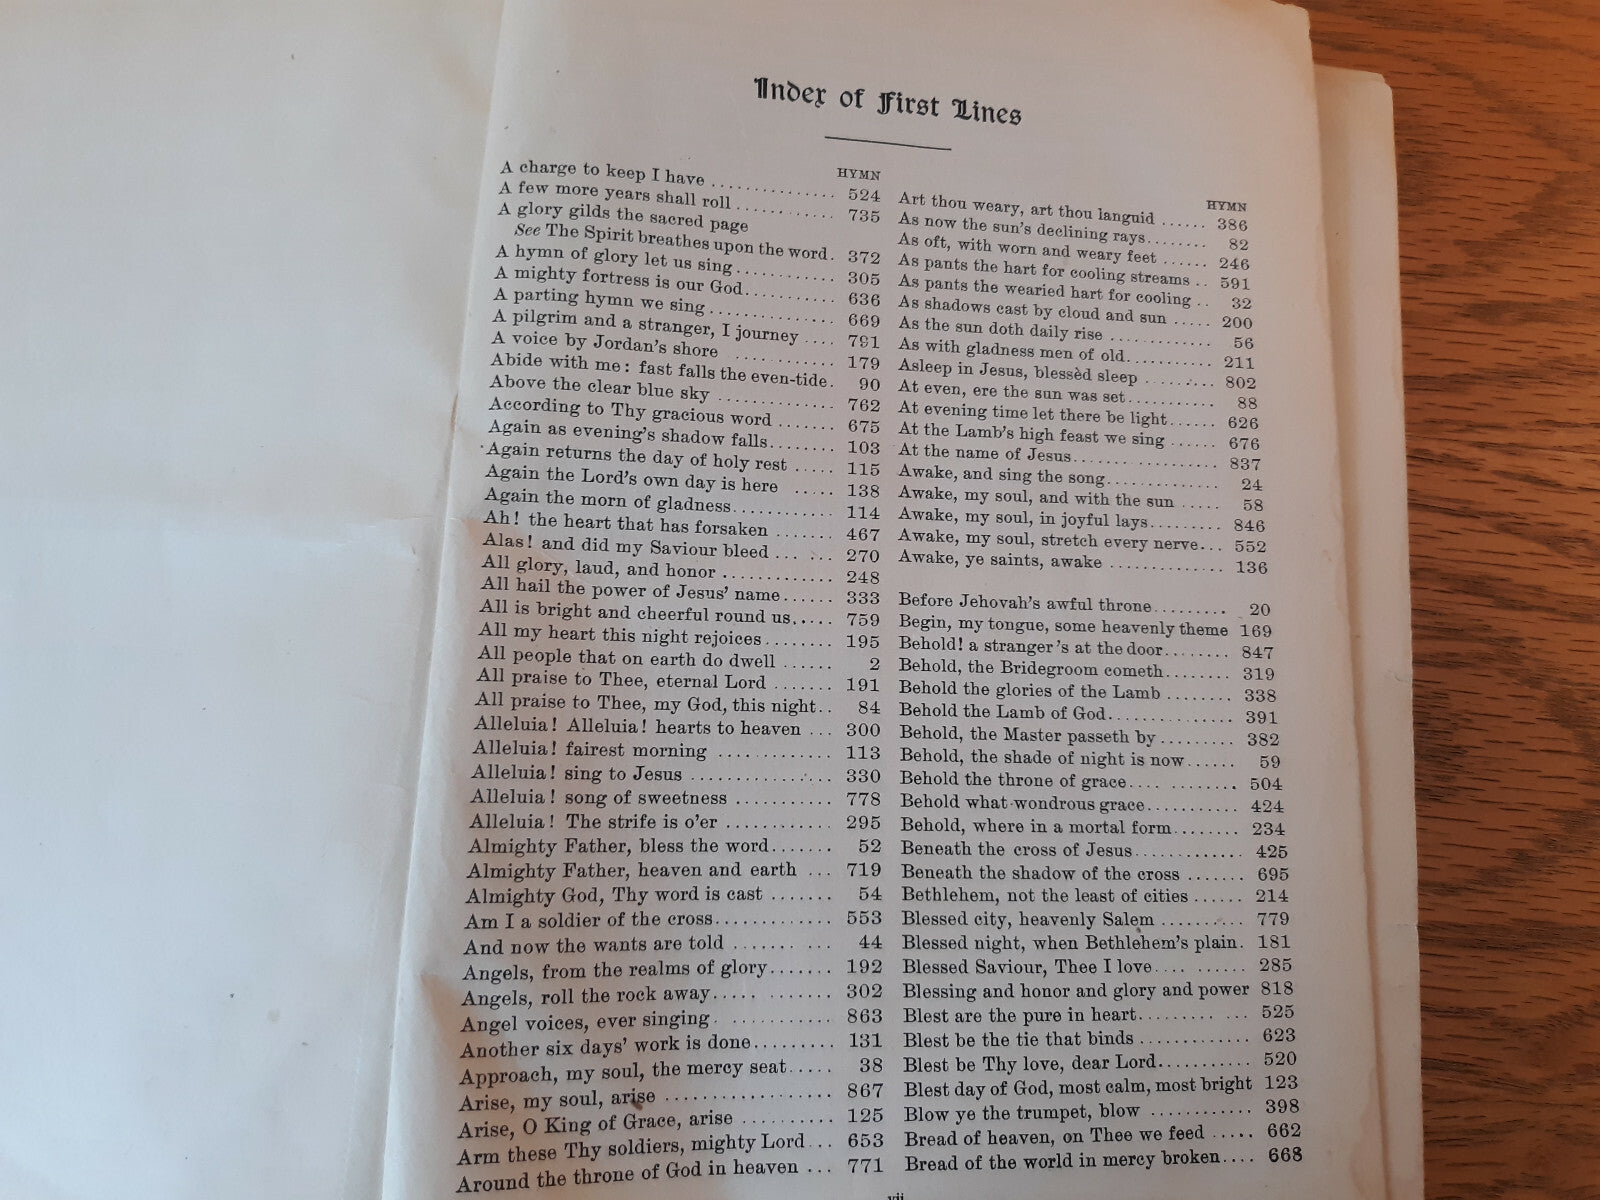 Index of First Lines
HYMN
A charge to keep I have ............... 524
A few more years shall roll ............ 735
A glory gilds the sacred page
See The Spirit breathes upon the word. 372
A hymn of glory let us sing ............ 305
A mighty fortress is our God........... 636
A parting hymn we sing ............... 669
A pilgrim and a stranger, I journey .... 791
A voice by Jordan's shore ............ 179
Abide with me: fast falls the even-tide. 90
Above the clear blue sky .............. 762
According to Thy gracious word ....... 675
Again as evening's shadow falls........ 103
Again returns the day of holy rest ..... 115
Again the Lord's own day is here ..... 138
Again the morn of gladness............ 114
Ah! the heart that has forsaken ....... 467
Alas! and did my Saviour bleed ... ... 270
All glory, laud, and honor ............. 248
All hail the power of Jesus' name...... 333
All is bright and cheerful round us..... 759
All my heart this night rejoices........ 195
All people that on earth do dwell ...... 2
All praise to Thee, eternal Lord ....... 191
All praise to Thee, my God, this night.. 84
Alleluia! Alleluia! hearts to heaven ... 300
Alleluia! fairest morning ............ 113
Alleluia! sing to Jesus ............... 330
Alleluia! song of sweetness ........... 778
Alleluia! The strife is o'er ............ 295
Almighty Father, bless the word....... 52
Almighty Father, heaven and earth ... 719
Almighty God, Thy word is cast ....... 54
Am I a soldier of the cross............. 553
And now the wants are told ....... ... 44
Angels, from the realms of glory....... 192
Angels, roll the rock away..... ....... 302
Angel voices, ever singing. ........... 863
Another six days' work is done......... 131
Approach, my soul, the mercy seat..... 38
Arise, my soul, arise .................. 867
Arise, O King of Grace, arise .......... 125
Arm these Thy soldiers, mighty Lord... 653
Around the throne of God in heaven ... 771
HYMN
Art thou weary, art thou languid ...... 386
As now the sun's declining rays........ 82
As oft, with worn and weary feet ...... 246
As pants the hart for cooling streams .. 591
As pants the wearied hart for cooling .. 32
As shadows cast by cloud and sun ..... 200
As the sun doth daily rise ............. 56
As with gladness men of old........... 211
Asleep in Jesus, blessèd sleep ......... 802
At even, ere the sun was set........... 88
At evening time let there be light...... 626
At the Lamb's high feast we sing ...... 676
At the name of Jesus.................. 837
Awake, and sing the song.............. 24
Awake, my soul, and with the sun ..... 58
Awake, my soul, in joyful lays......... 846
Awake, my soul, stretch every nerve... 552
Awake, ye saints, awake .............. 136
Before Jehovah's awful throne......... 20
Begin, my tongue, some heavenly theme 169
Behold! a stranger's at the door........ 847
Behold, the Bridegroom cometh........ 319
Behold the glories of the Lamb ........ 338
Behold the Lamb of God............... 391
Behold, the Master passeth by ......... 382
Behold, the shade of night is now...... 59
Behold the throne of grace.... ........ 504
Behold what wondrous grace........... 424
Behold, where in a mortal form........ 234
Beneath the cross of Jesus............. 425
Beneath the shadow of the cross ....... 695
Bethlehem, not the least of cities ...... 214
Blessed city, heavenly Salem .......... 779
Blessed night, when Bethlehem's plain. 181
Blessed Saviour, Thee I love.... ...... 285
Blessing and honor and glory and power 818
Blest are the pure in heart......... ... 525
Blest be the tie that binds ............. 623
Blest be Thy love, dear Lord........... 520
Blest day of God, most calm, most bright 123
Blow ye the trumpet, blow ............ 398
Bread of heaven, on Thee we feed ..... 662
Bread of the world in mercy broken.... 668
vii